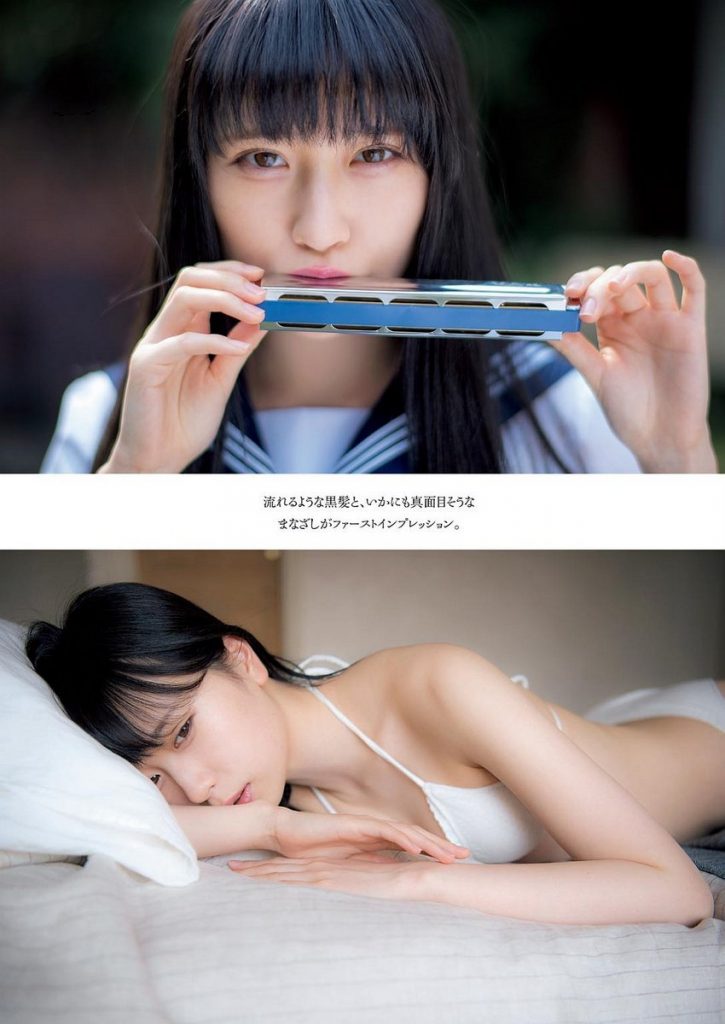 流れるような黒髪と、いかにも真面目そうな
まなざしがファーストインプレッション。